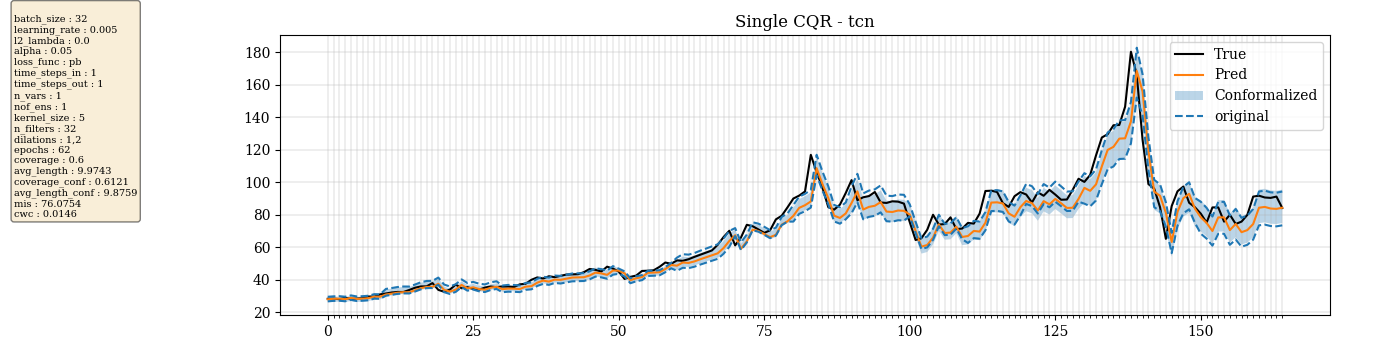 batch_size : 32
learning_rate : 0.005
l2_lambda : 0.0
alpha : 0.05
loss_func : pb
time_steps_in : 1
time_steps_out : 1
n_vars : 1
nof_ens : 1
kernel_size : 5
n_filters : 32
dilations : 1,2
epochs : 62
coverage : 0.6
avg_length : 9.9743
coverage_conf : 0.6121
avg_length_conf : 9.8759
mis : 76.0754
cwc : 0.0146
Single CQR - tcn
180
160
140
120
100
80
60
40
20
0
25
50
75
100
125
150
True
Pred
Conformalized
original